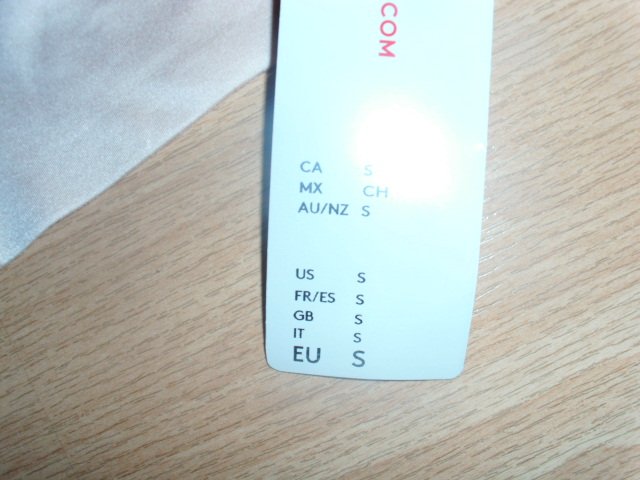 COM
CA S
MX CH
AU/NZ S
US S
FR/ES S
GB S
IT S
EU S